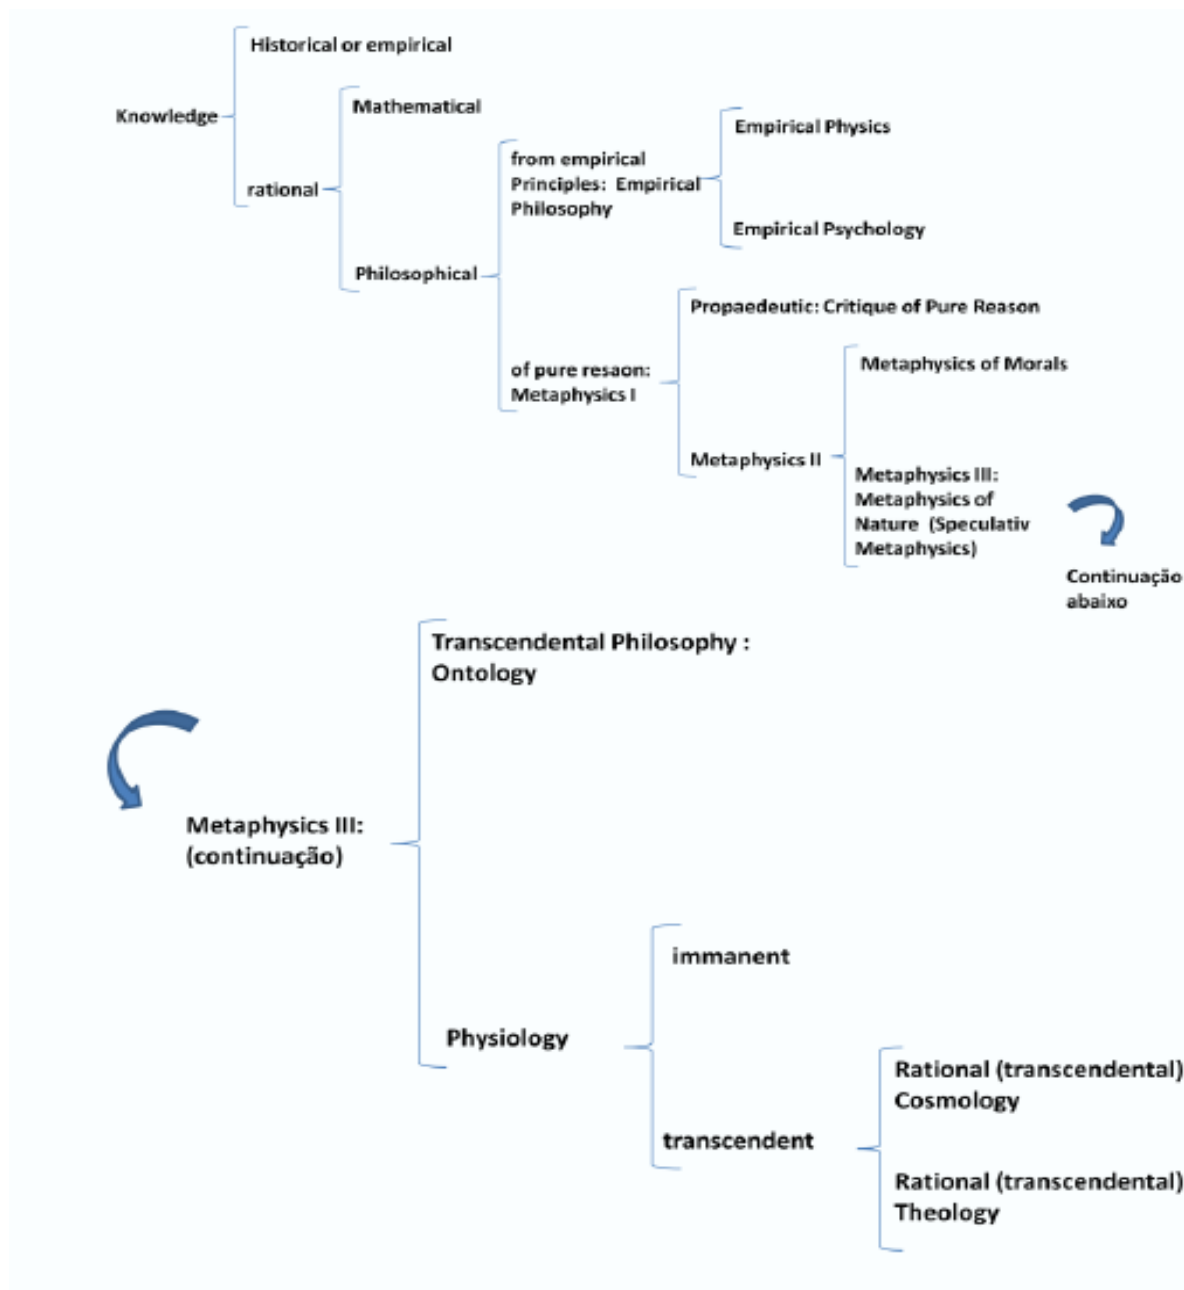 Historical or empirical
Knowledge
Mathematical
rational
Empirical Physics
from empirical
Principles: Empirical
Philosophy
Empirical Psychology
Philosophical
Propaedeutic: Critique of Pure Reason
of pure resaon:
Metaphysics I
Metaphysics of Morals
Metaphysics II
Metaphysics III:
Metaphysics of
Nature (Speculativ
Metaphysics)
Continuação
abaixo
Transcendental Philosophy :
Ontology
Metaphysics III:
(continuação)
immanent
Physiology
Rational (transcendental)
Cosmology
transcendent
Rational (transcendental)
Theology